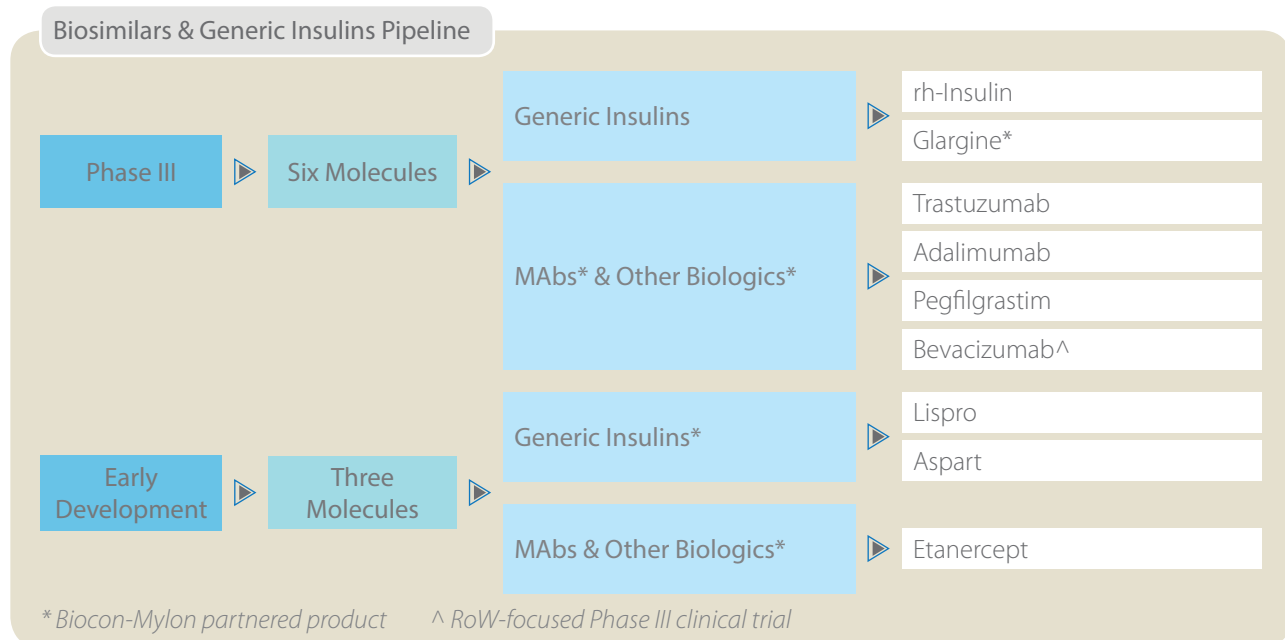 Biosimilars & Generic Insulins Pipeline
Phase III
Six Molecules
Generic Insulins
rh-Insulin
Glargine*
MAbs* & Other Biologics*
Trastuzumab
Adalimumab
Pegfilgrastim
Bevacizumab^
Early
Development
Three
Molecules
Generic Insulins*
Lispro
Aspart
MAbs & Other Biologics*
Etanercept
* Biocon-Mylon partnered product ^ RoW-focused Phase III clinical trial